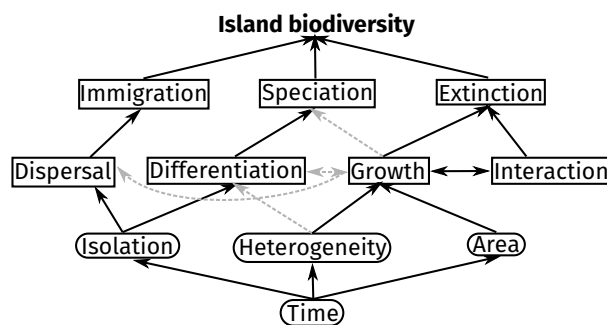 Island biodiversity
Immigration Speciation Extinction
Dispersal Differentiation Growth Interaction
Isolation Heterogeneity Area
Time